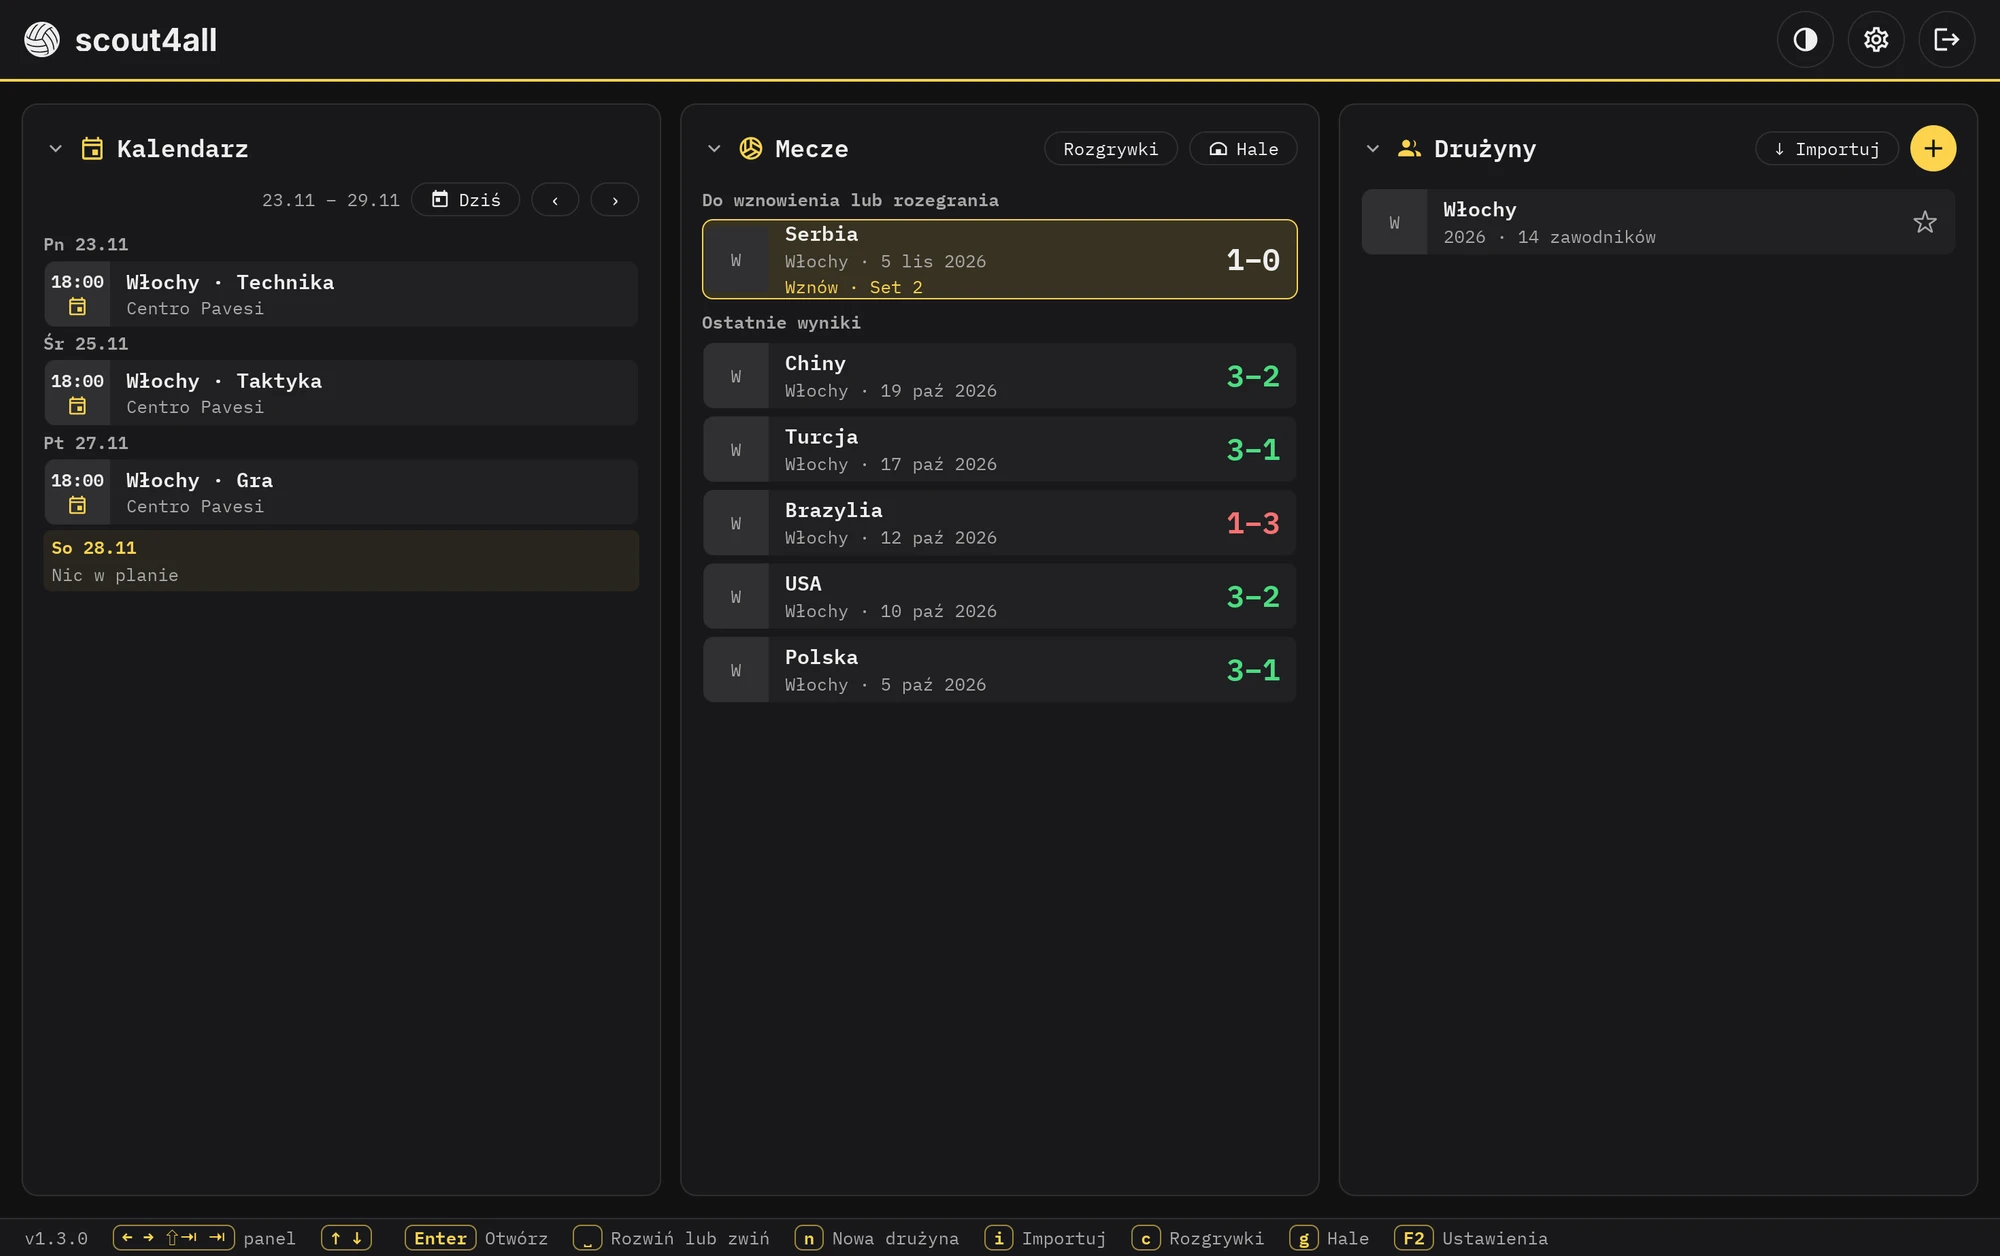 scout4all
Kalendarz
23.11 – 29.11 Dziś ‹ ›
Pn 23.11
18:00 Włochy · Technika
Centro Pavesi
Śr 25.11
18:00 Włochy · Taktyka
Centro Pavesi
Pt 27.11
18:00 Włochy · Gra
Centro Pavesi
So 28.11
Nic w planie
Mecze Rozgrywki Hale
Do wznowienia lub rozegrania
W Serbia 1–0
Włochy · 5 lis 2026
Wznów · Set 2
Ostatnie wyniki
W Chiny 3–2
Włochy · 19 paź 2026
W Turcja 3–1
Włochy · 17 paź 2026
W Brazylia 1–3
Włochy · 12 paź 2026
W USA 3–2
Włochy · 10 paź 2026
W Polska 3–1
Włochy · 5 paź 2026
Drużyny ↓ Importuj +
W Włochy
2026 · 14 zawodników
v1.3.0 ← → ⇧⇥ ⇥ panel ↑ ↓ Enter Otwórz ␣ Rozwiń lub zwiń n Nowa drużyna i Importuj c Rozgrywki g Hale F2 Ustawienia